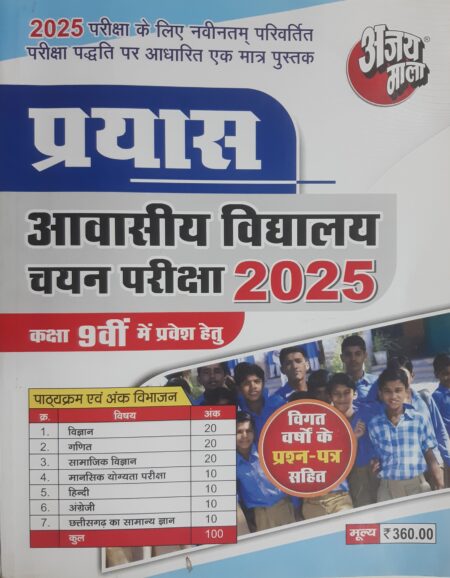 2025 परीक्षा के लिए नवीनतम् परिवर्तित
परीक्षा पद्धति पर आधारित एक मात्र पुस्तक
अजय
माला
प्रयास
आवासीय विद्यालय
चयन परीक्षा 2025
कक्षा 9वीं में प्रवेश हेतु
पाठ्यक्रम एवं अंक विभाजन
क्र. विषय अंक
1. विज्ञान 20
2. गणित 20
3. सामाजिक विज्ञान 20
4. मानसिक योग्यता परीक्षा 10
5. हिन्दी 10
6. अंग्रेजी 10
7. छत्तीसगढ़ का सामान्य ज्ञान 10
कुल 100
विगत
वर्षों के
प्रश्न-पत्र
सहित
मूल्य ₹360.00